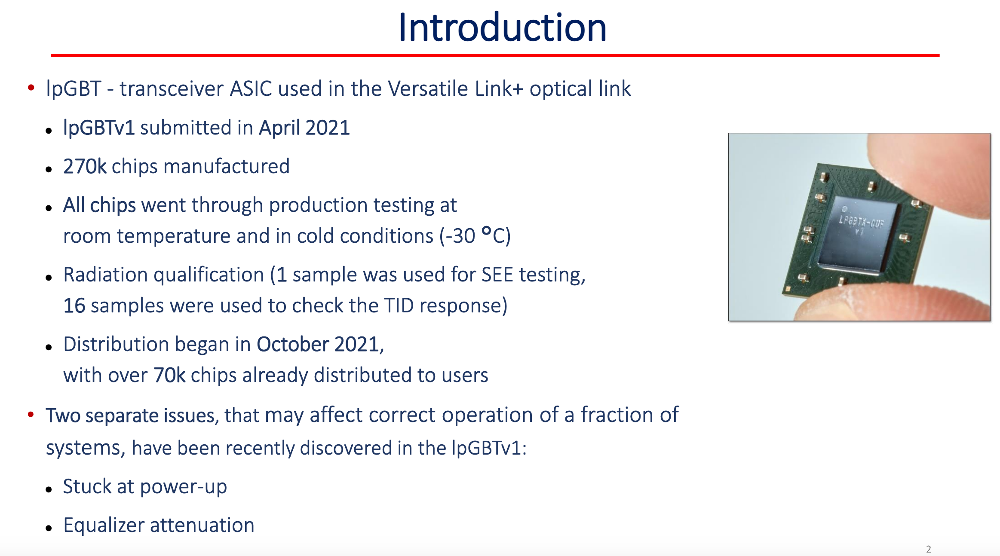 Introduction
• lpGBT - transceiver ASIC used in the Versatile Link+ optical link
• lpGBTv1 submitted in April 2021
• 270k chips manufactured
• All chips went through production testing at
room temperature and in cold conditions (-30 °C)
• Radiation qualification (1 sample was used for SEE testing,
16 samples were used to check the TID response)
• Distribution began in October 2021,
with over 70k chips already distributed to users
LPGBTX-CUF
v1
• Two separate issues, that may affect correct operation of a fraction of
systems, have been recently discovered in the lpGBTv1:
• Stuck at power-up
• Equalizer attenuation
2